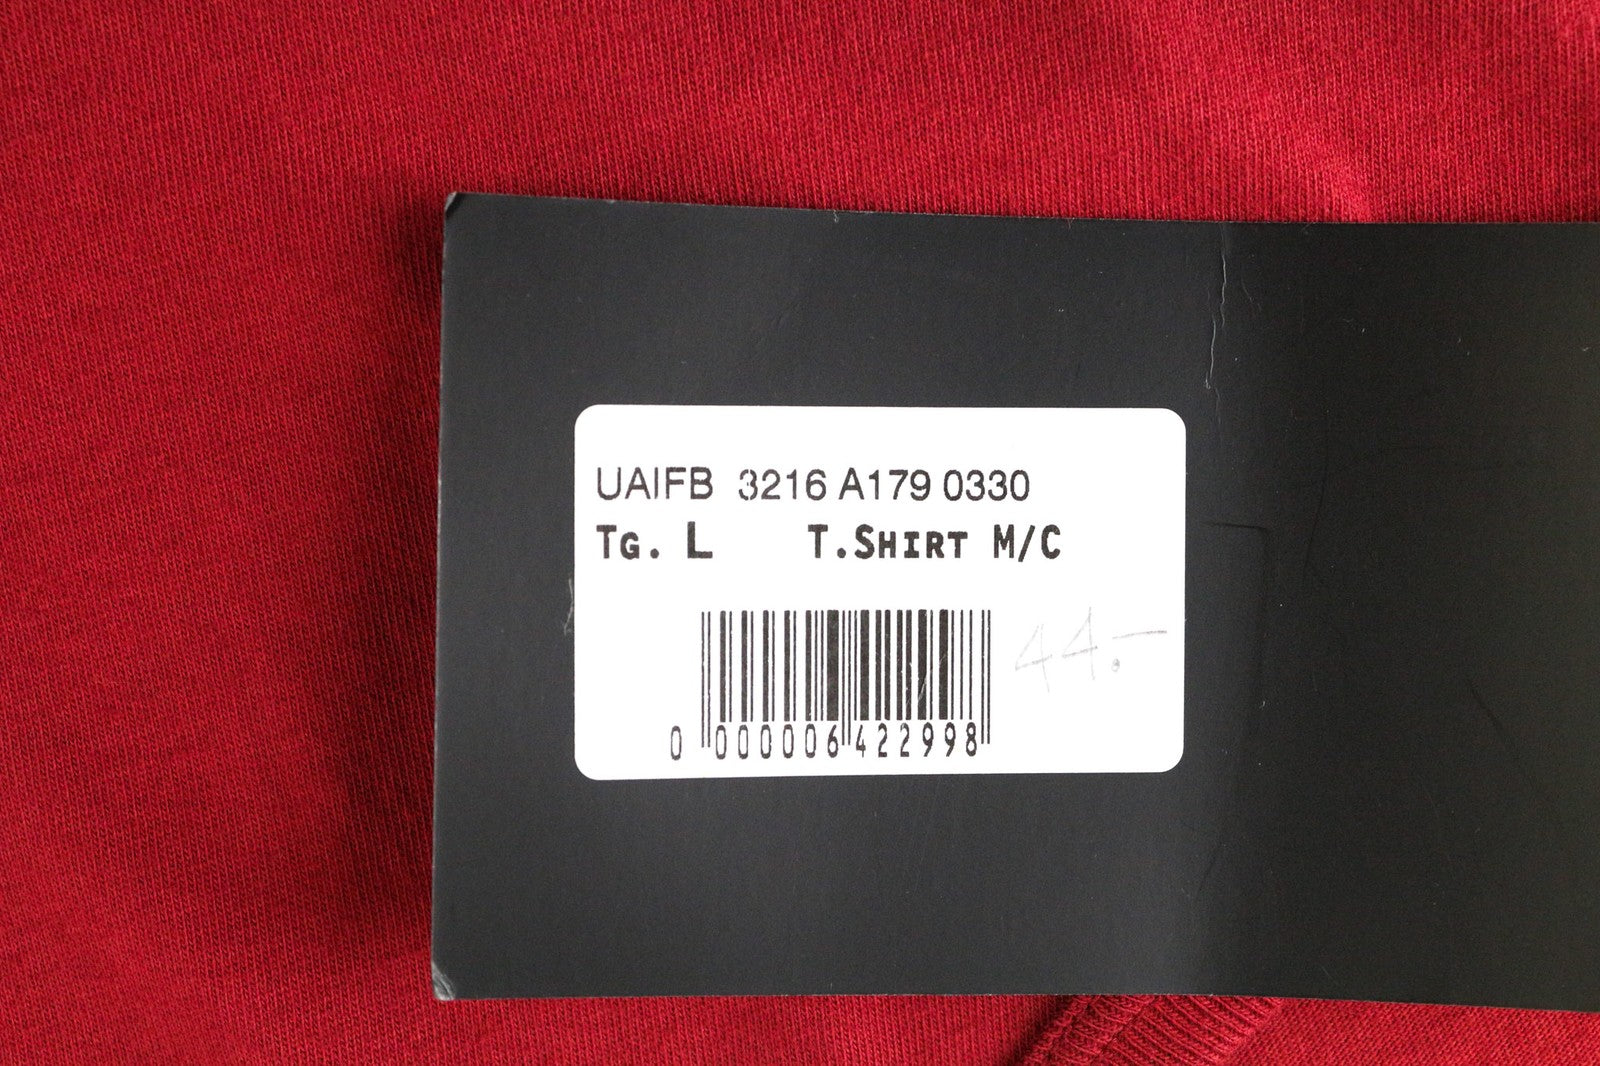 UAIFB 3216 A179 0330
TG. L T.SHIRT M/C
44.-
0 000006 422998